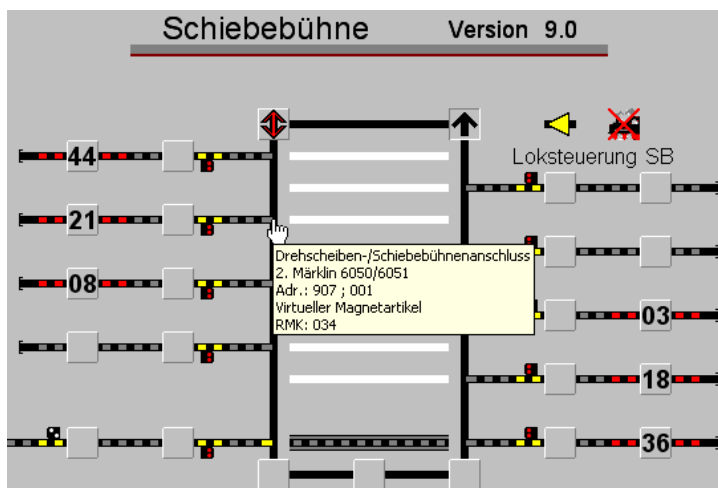 Schiebebühne Version 9.0
Loksteuerung SB
44
21
Drehscheiben-/Schiebebühnenanschluss
2. Märklin 6050/6051
Adr.: 907 ; 001
Virtueller Magnetartikel
RMK: 034
08
03
18
36